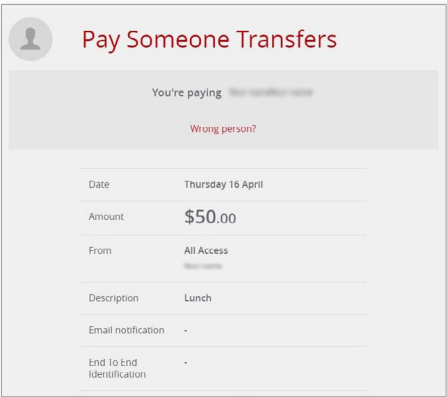 Pay Someone Transfers
You're paying
Wrong person?
Date Thursday 16 April
Amount $50.00
From All Access
Description Lunch
Email notification -
End To End -
Identification